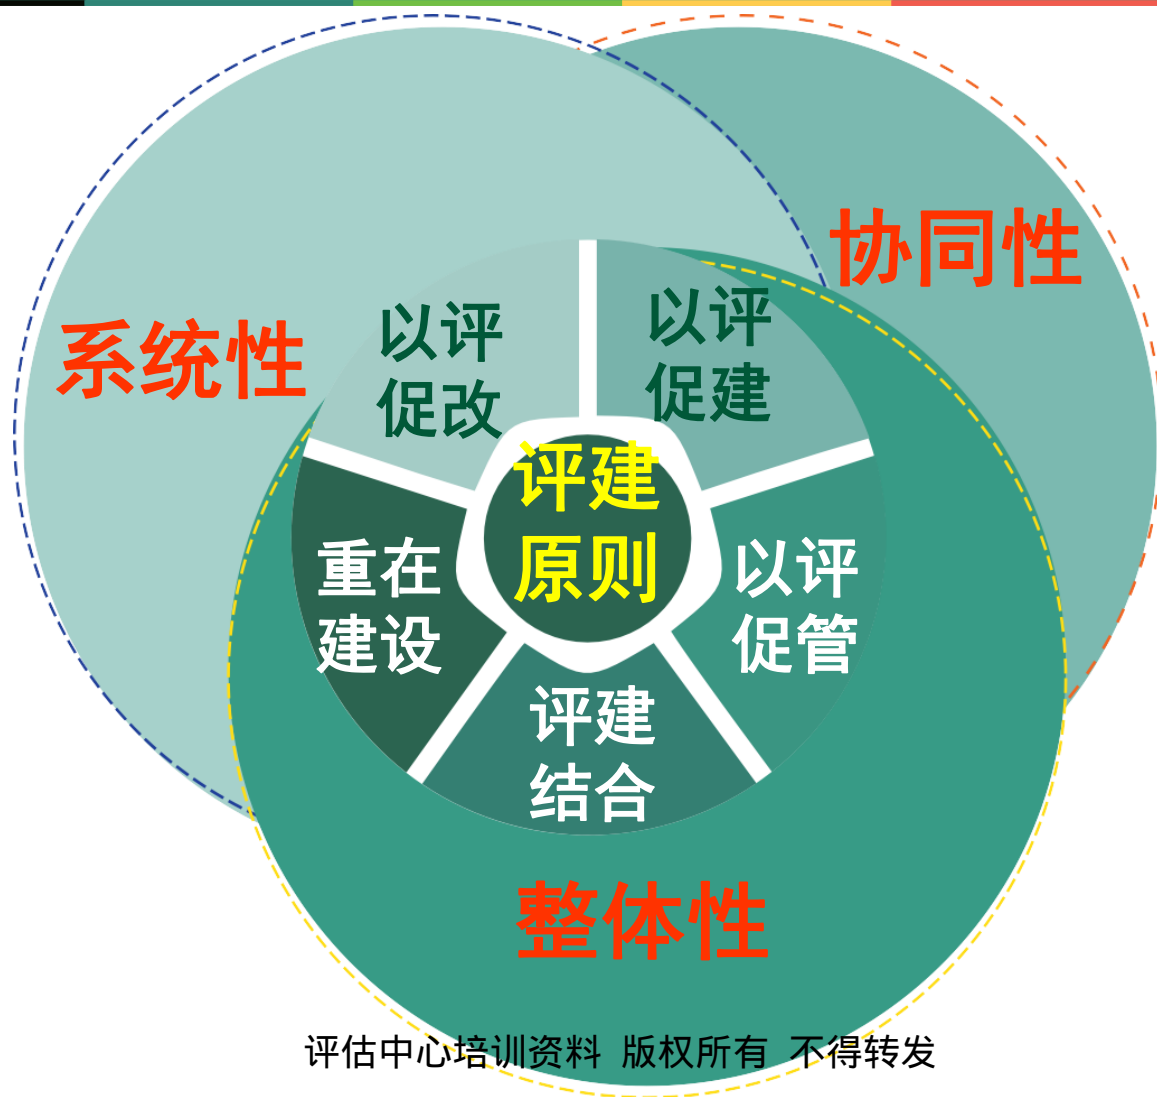 协同性
系统性
以评
促改
以评
促建
评建
原则
重在
建设
以评
促管
评建
结合
整体性
评估中心培训资料 版权所有 不得转发